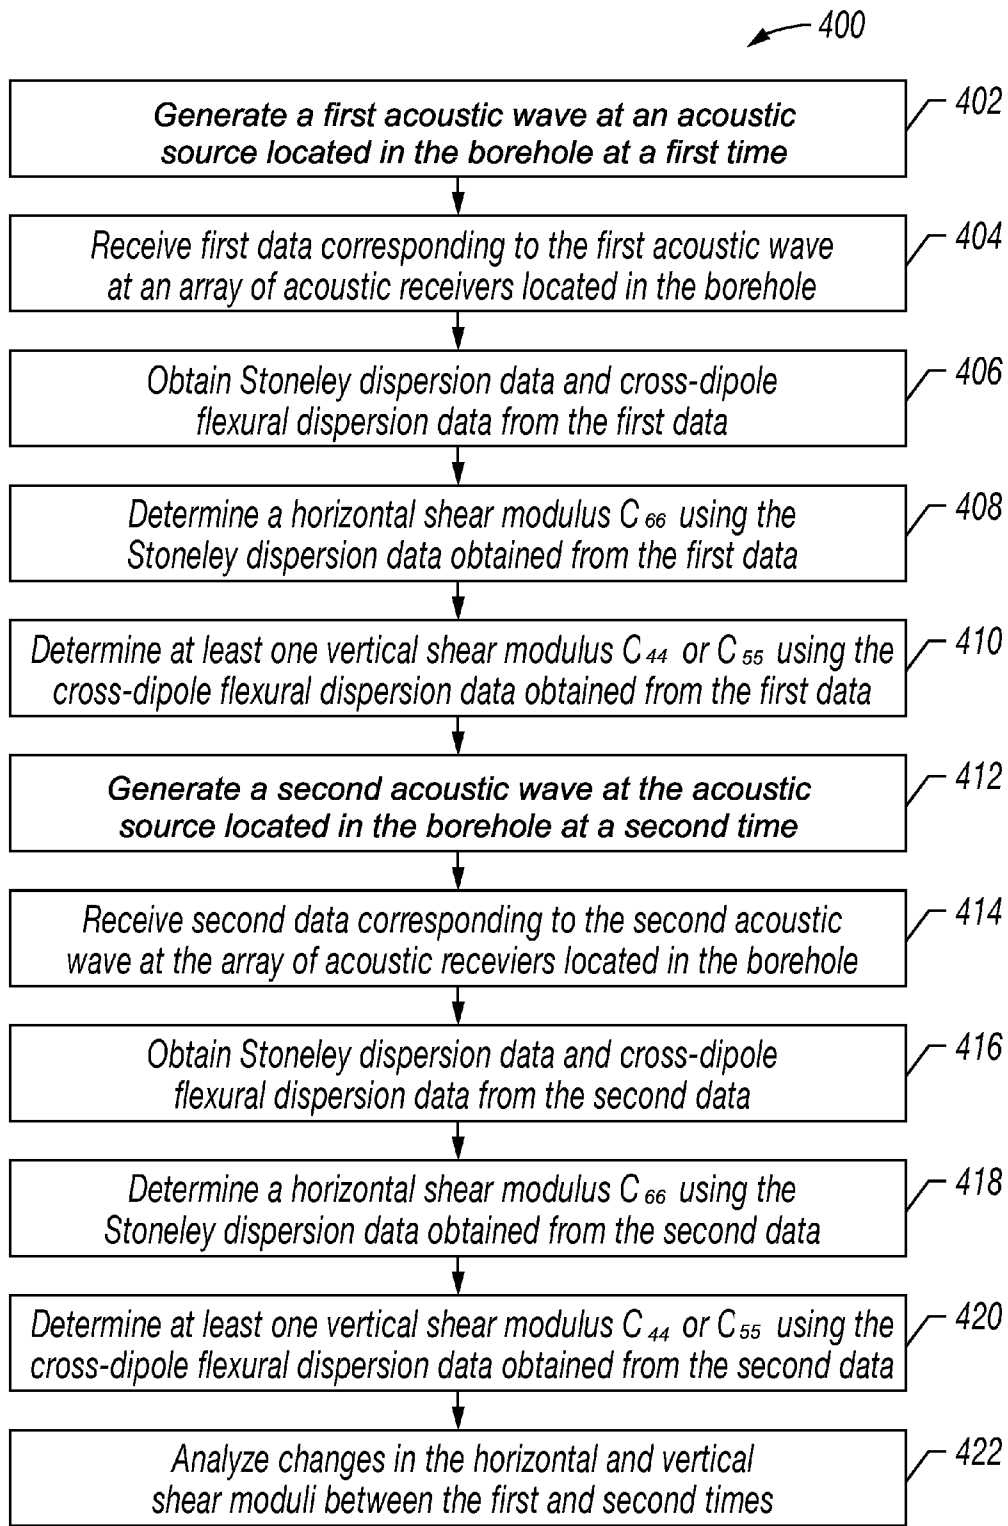 400
Generate a first acoustic wave at an acoustic
source located in the borehole at a first time
402
Receive first data corresponding to the first acoustic wave
at an array of acoustic receivers located in the borehole
404
Obtain Stoneley dispersion data and cross-dipole
flexural dispersion data from the first data
406
Determine a horizontal shear modulus C 66 using the
Stoneley dispersion data obtained from the first data
408
Determine at least one vertical shear modulus C 44 or C 55 using the
cross-dipole flexural dispersion data obtained from the first data
410
Generate a second acoustic wave at the acoustic
source located in the borehole at a second time
412
Receive second data corresponding to the second acoustic
wave at the array of acoustic receviers located in the borehole
414
Obtain Stoneley dispersion data and cross-dipole
flexural dispersion data from the second data
416
Determine a horizontal shear modulus C 66 using the
Stoneley dispersion data obtained from the second data
418
Determine at least one vertical shear modulus C 44 or C 55 using the
cross-dipole flexural dispersion data obtained from the second data
420
Analyze changes in the horizontal and vertical
shear moduli between the first and second times
422